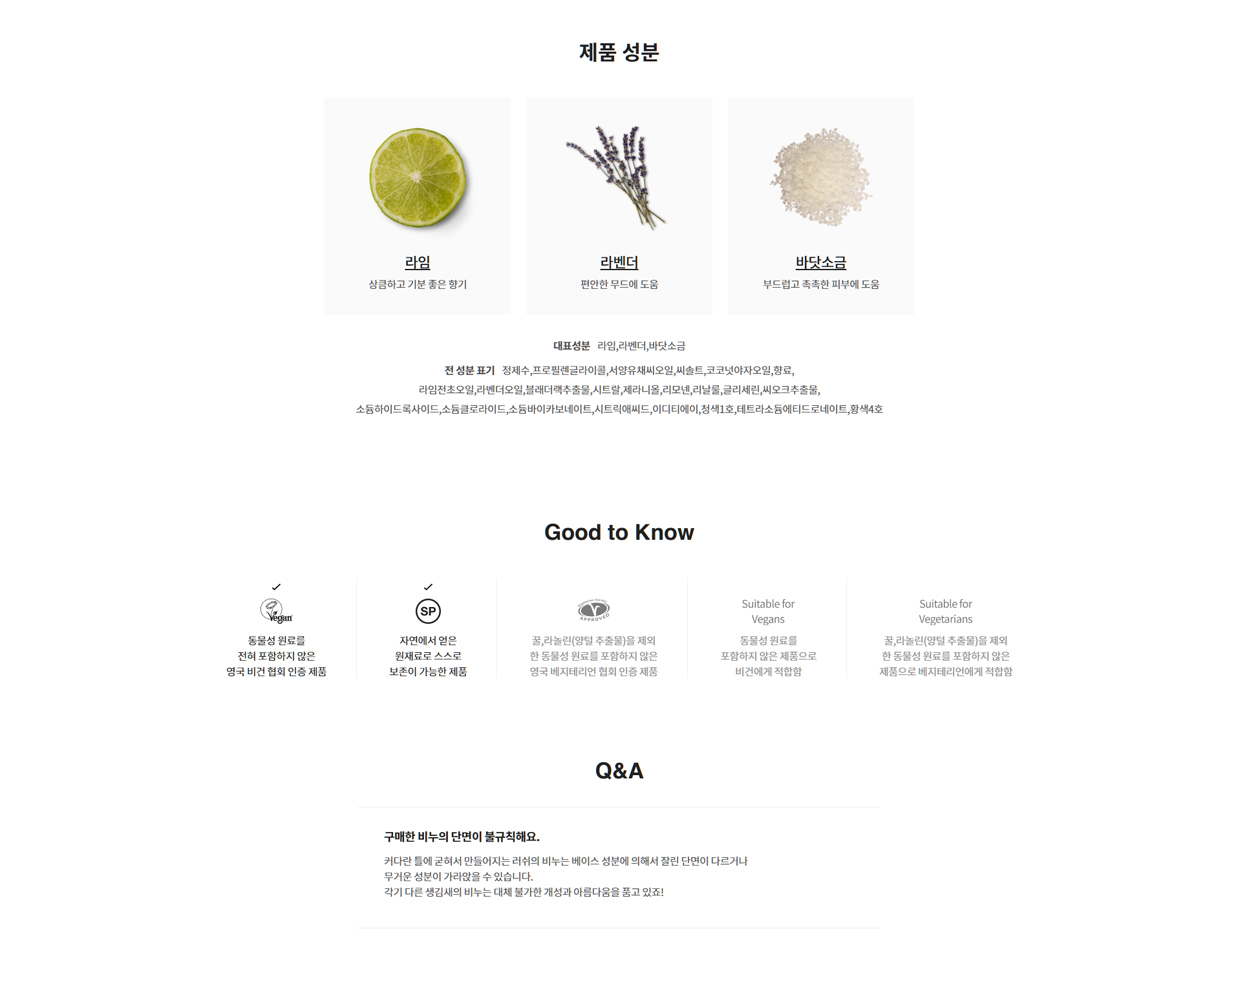 제품 성분
라임
상큼하고 기분 좋은 향기
라벤더
편안한 무드에 도움
바닷소금
부드럽고 촉촉한 피부에 도움
대표성분 라임,라벤더,바닷소금
전 성분 표기 정제수,프로필렌글라이콜,서양유채씨오일,씨솔트,코코넛야자오일,향료,
라임전초오일,라벤더오일,블래더랙추출물,시트랄,제라니올,리모넨,리날룰,글리세린,씨오크추출물,
소듐하이드록사이드,소듐클로라이드,소듐바이카보네이트,시트릭애씨드,이디티에이,청색1호,테트라소듐에티드로네이트,황색4호
Good to Know
Vegan
동물성 원료를
전혀 포함하지 않은
영국 비건 협회 인증 제품
SP
자연에서 얻은
원재료로 스스로
보존이 가능한 제품
APPROVED
꿀,라놀린(양털 추출물)을 제외
한 동물성 원료를 포함하지 않은
영국 베지테리언 협회 인증 제품
Suitable for
Vegans
동물성 원료를
포함하지 않은 제품으로
비건에게 적합함
Suitable for
Vegetarians
꿀,라놀린(양털 추출물)을 제외
한 동물성 원료를 포함하지 않은
제품으로 베지테리언에게 적합함
Q&A
구매한 비누의 단면이 불규칙해요.
커다란 틀에 굳혀서 만들어지는 러쉬의 비누는 베이스 성분에 의해서 잘린 단면이 다르거나
무거운 성분이 가라앉을 수 있습니다.
각기 다른 생김새의 비누는 대체 불가한 개성과 아름다움을 품고 있죠!